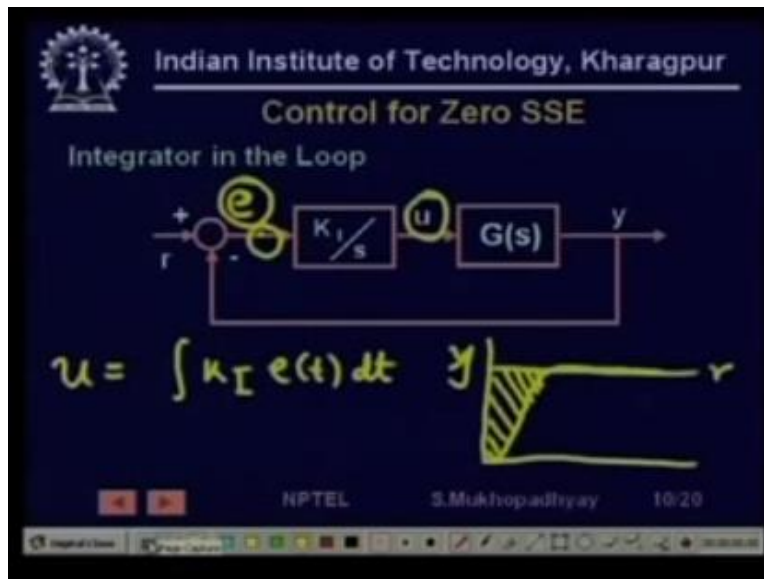 Indian Institute of Technology, Kharagpur
Control for Zero SSE
Integrator in the Loop
+ e K I / s u G(s) y
r -
u = ∫ K I e(t) dt y r
NPTEL S.Mukhopadhyay 10/20